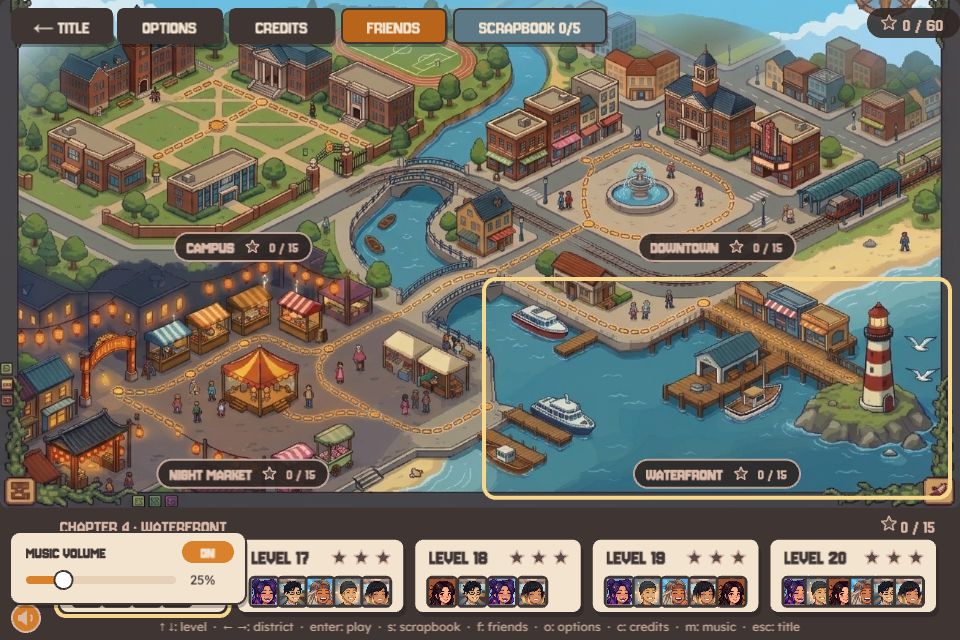 ← TITLE
OPTIONS
CREDITS
FRIENDS
SCRAPBOOK 0/5
0 / 60
CAMPUS 0 / 15
DOWNTOWN 0 / 15
NIGHT MARKET 0 / 15
WATERFRONT 0 / 15
CHAPTER 4 · WATERFRONT
0 / 15
MUSIC VOLUME ON
25%
LEVEL 17
LEVEL 18
LEVEL 19
LEVEL 20
↑ ↓: level · ← →: district · enter: play · s: scrapbook · f: friends · o: options · c: credits · m: music · esc: title